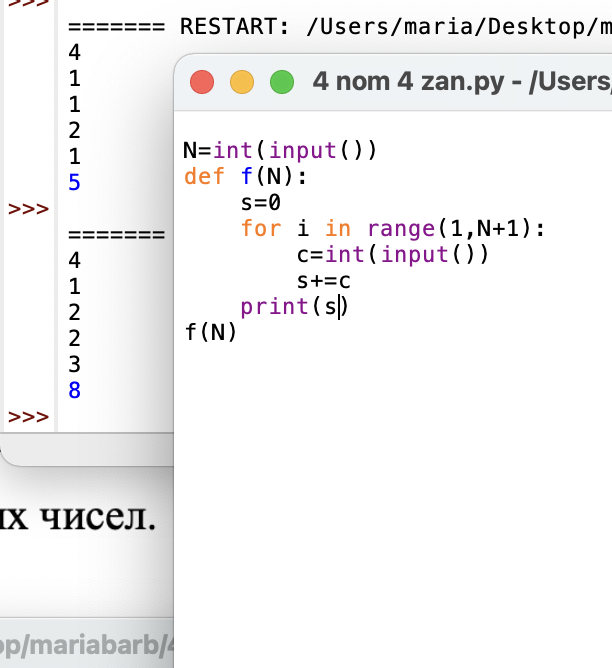 >>>
======= RESTART: /Users/maria/Desktop/m
4
1
1
2
1
5
>>>
=======
4
1
2
2
3
8
>>>
4 nom 4 zan.py - /Users/
N=int(input())
def f(N):
    s=0
    for i in range(1,N+1):
        c=int(input())
        s+=c
    print(s)
f(N)
их чисел.
op/mariabarb/4